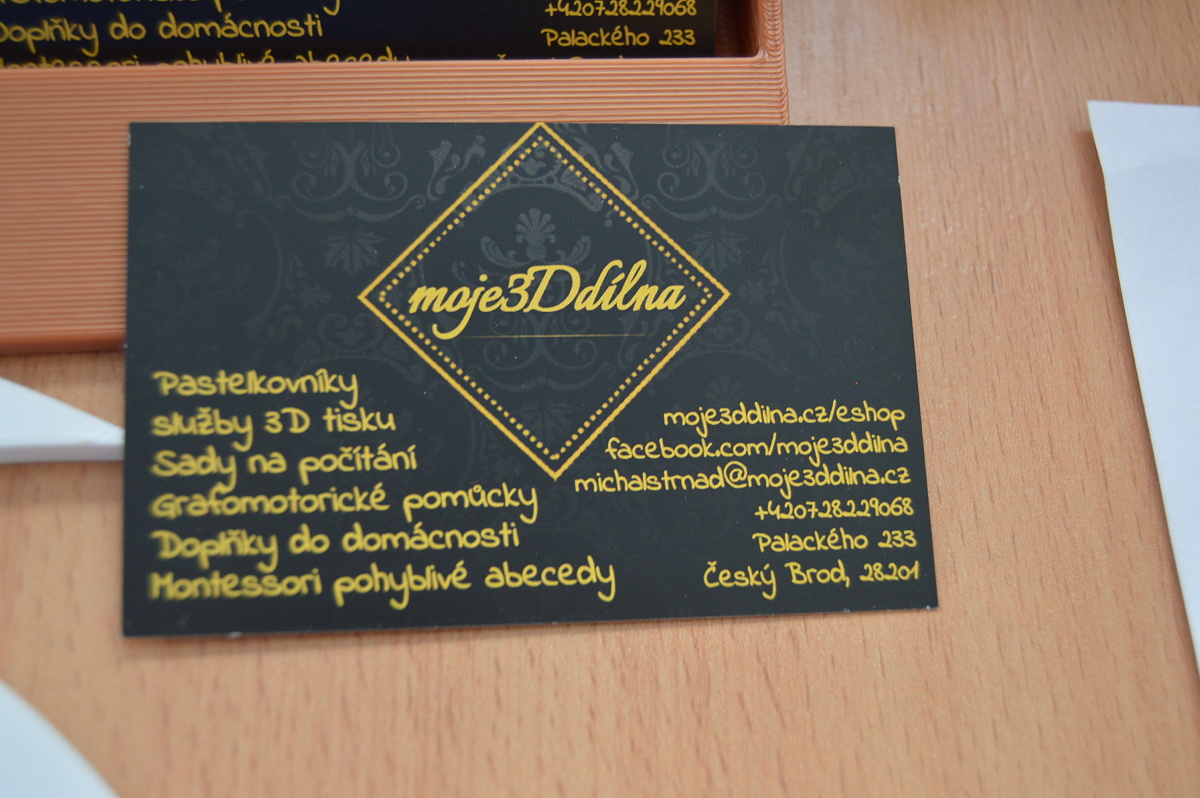 Doplňky do domácnosti
+420728229068
Palackého 233
moje3Ddílna
Pastelkovníky
služby 3D tisku
Sady na počítání
Grafomotorické pomůcky
Doplňky do domácnosti
Montessori pohyblivé abecedy
moje3ddilna.cz/eshop
facebook.com/moje3ddilna
michalstrnad@moje3ddilna.cz
+420728229068
Palackého 233
Český Brod, 28201